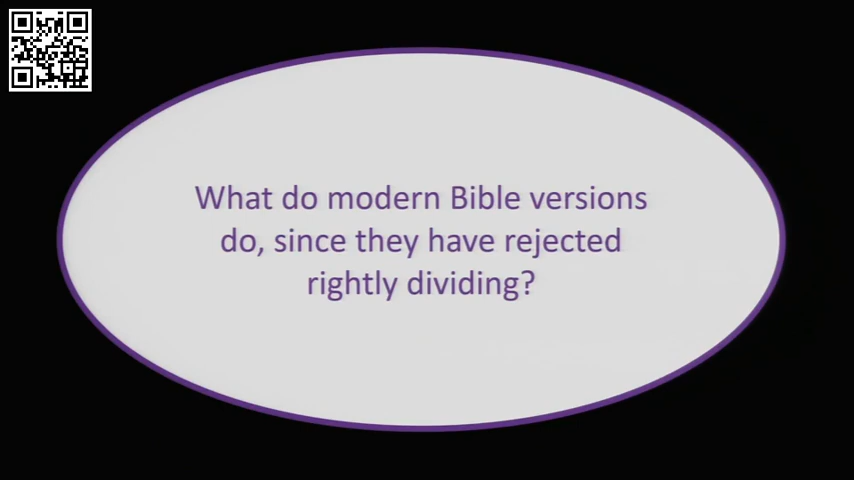 What do modern Bible versions
do, since they have rejected
rightly dividing?